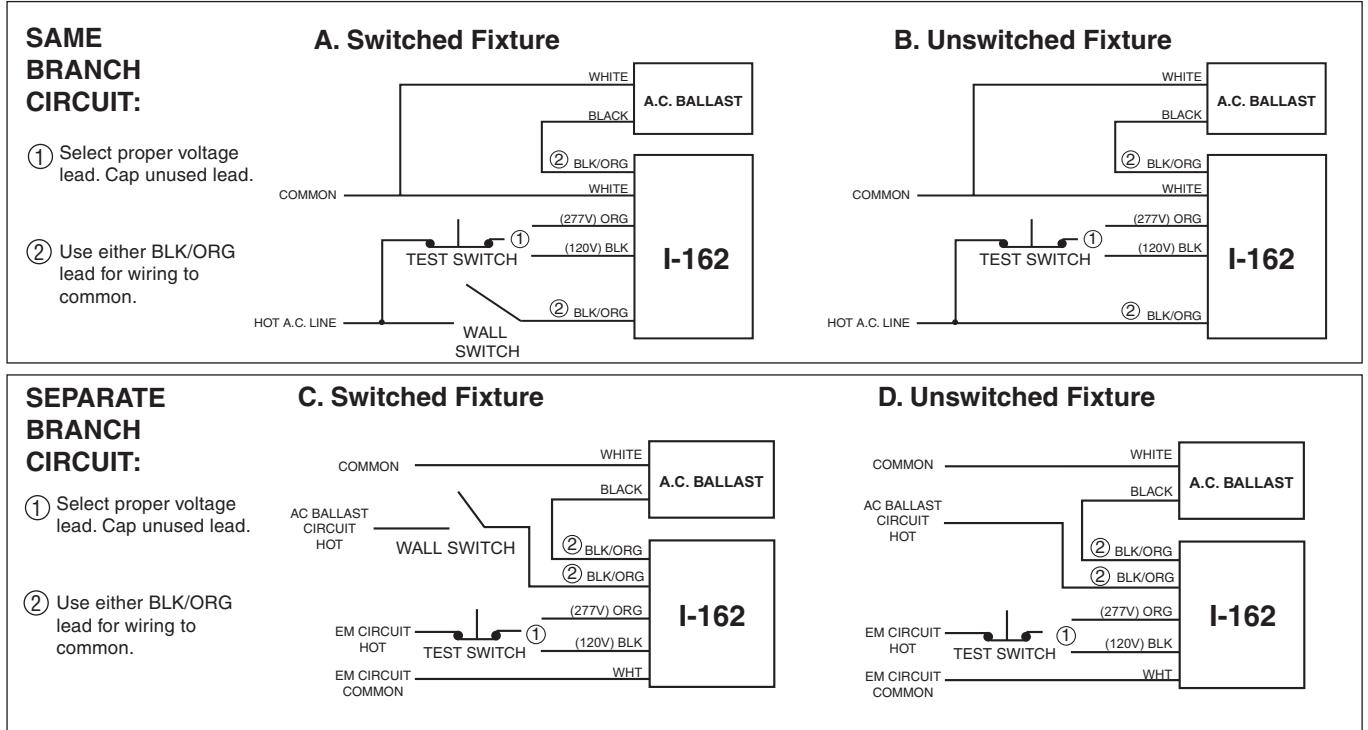 SAME
BRANCH
CIRCUIT:
① Select proper voltage
lead. Cap unused lead.
② Use either BLK/ORG
lead for wiring to
common.
A. Switched Fixture
WHITE
A.C. BALLAST
BLACK
② BLK/ORG
WHITE
COMMON
(277V) ORG
①
(120V) BLK
TEST SWITCH
I-162
② BLK/ORG
HOT A.C. LINE
WALL
SWITCH
B. Unswitched Fixture
WHITE
A.C. BALLAST
BLACK
② BLK/ORG
WHITE
COMMON
(277V) ORG
①
(120V) BLK
TEST SWITCH
I-162
② BLK/ORG
HOT A.C. LINE
SEPARATE
BRANCH
CIRCUIT:
① Select proper voltage
lead. Cap unused lead.
② Use either BLK/ORG
lead for wiring to
common.
C. Switched Fixture
WHITE
COMMON
A.C. BALLAST
BLACK
AC BALLAST
CIRCUIT
HOT
WALL SWITCH
② BLK/ORG
② BLK/ORG
(277V) ORG
I-162
EM CIRCUIT
HOT
①
(120V) BLK
TEST SWITCH
WHT
EM CIRCUIT
COMMON
D. Unswitched Fixture
WHITE
COMMON
A.C. BALLAST
BLACK
AC BALLAST
CIRCUIT
HOT
② BLK/ORG
② BLK/ORG
(277V) ORG
I-162
EM CIRCUIT
HOT
①
(120V) BLK
TEST SWITCH
WHT
EM CIRCUIT
COMMON